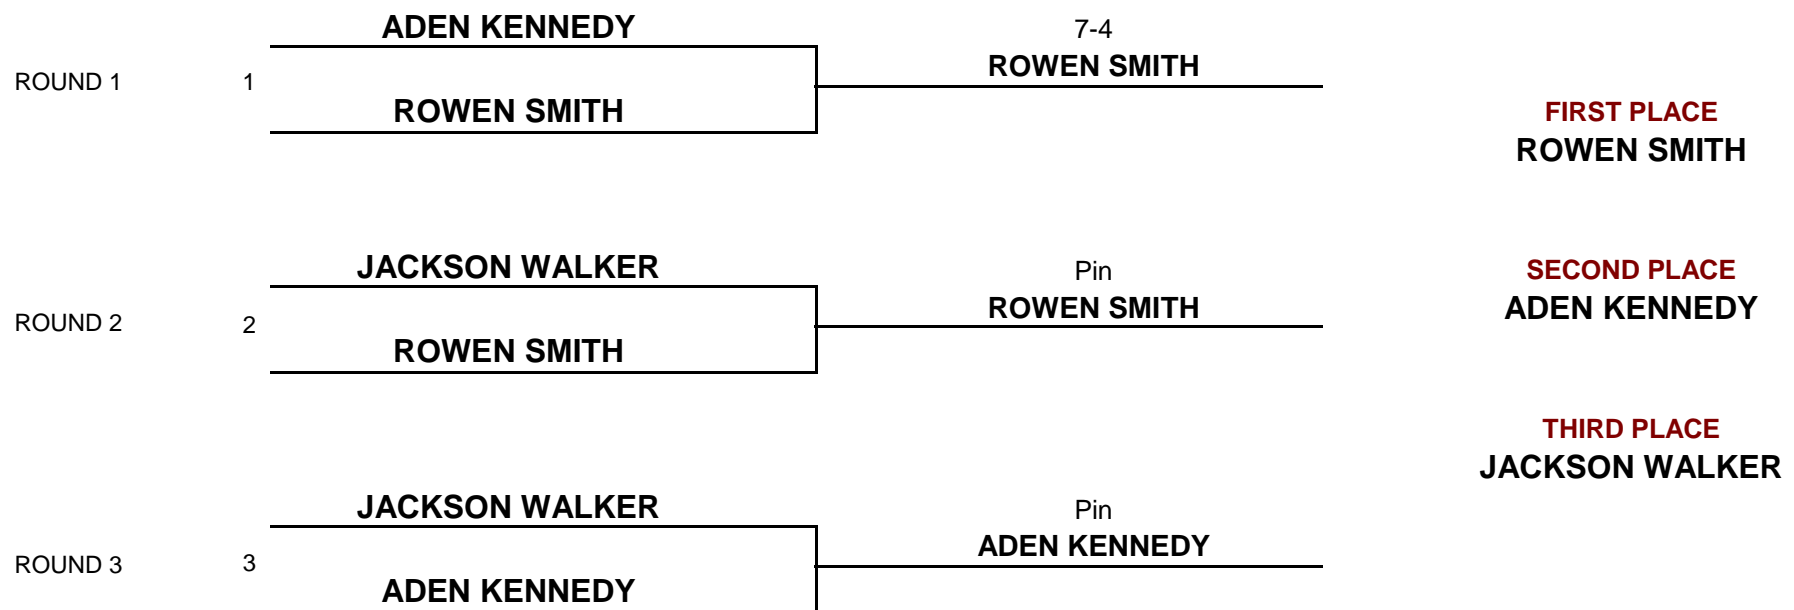 ADEN KENNEDY
7-4
ROWEN SMITH
ROUND 1
1
ROWEN SMITH
FIRST PLACE
ROWEN SMITH
JACKSON WALKER
Pin
ROWEN SMITH
SECOND PLACE
ADEN KENNEDY
ROUND 2
2
ROWEN SMITH
THIRD PLACE
JACKSON WALKER
JACKSON WALKER
Pin
ADEN KENNEDY
ROUND 3
3
ADEN KENNEDY